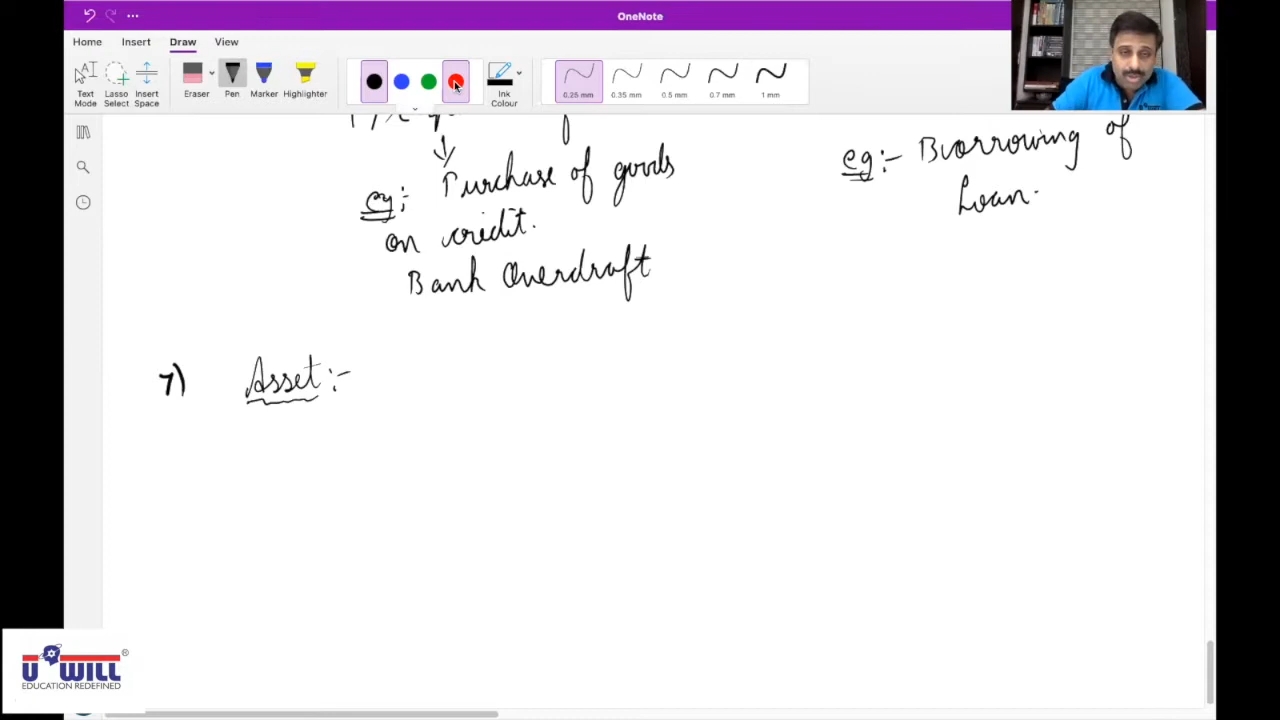 OneNote
Home Insert Draw View
Text Mode
Lasso Select
Insert Space
Eraser
Pen
Marker
Highlighter
Ink Colour
0.25 mm
0.35 mm
0.5 mm
0.7 mm
1 mm
eg:- Borrowing of
Loan.
eg: Purchase of goods
on credit.
Bank Overdraft
7) Asset :-
U WILL ®
EDUCATION REDEFINED